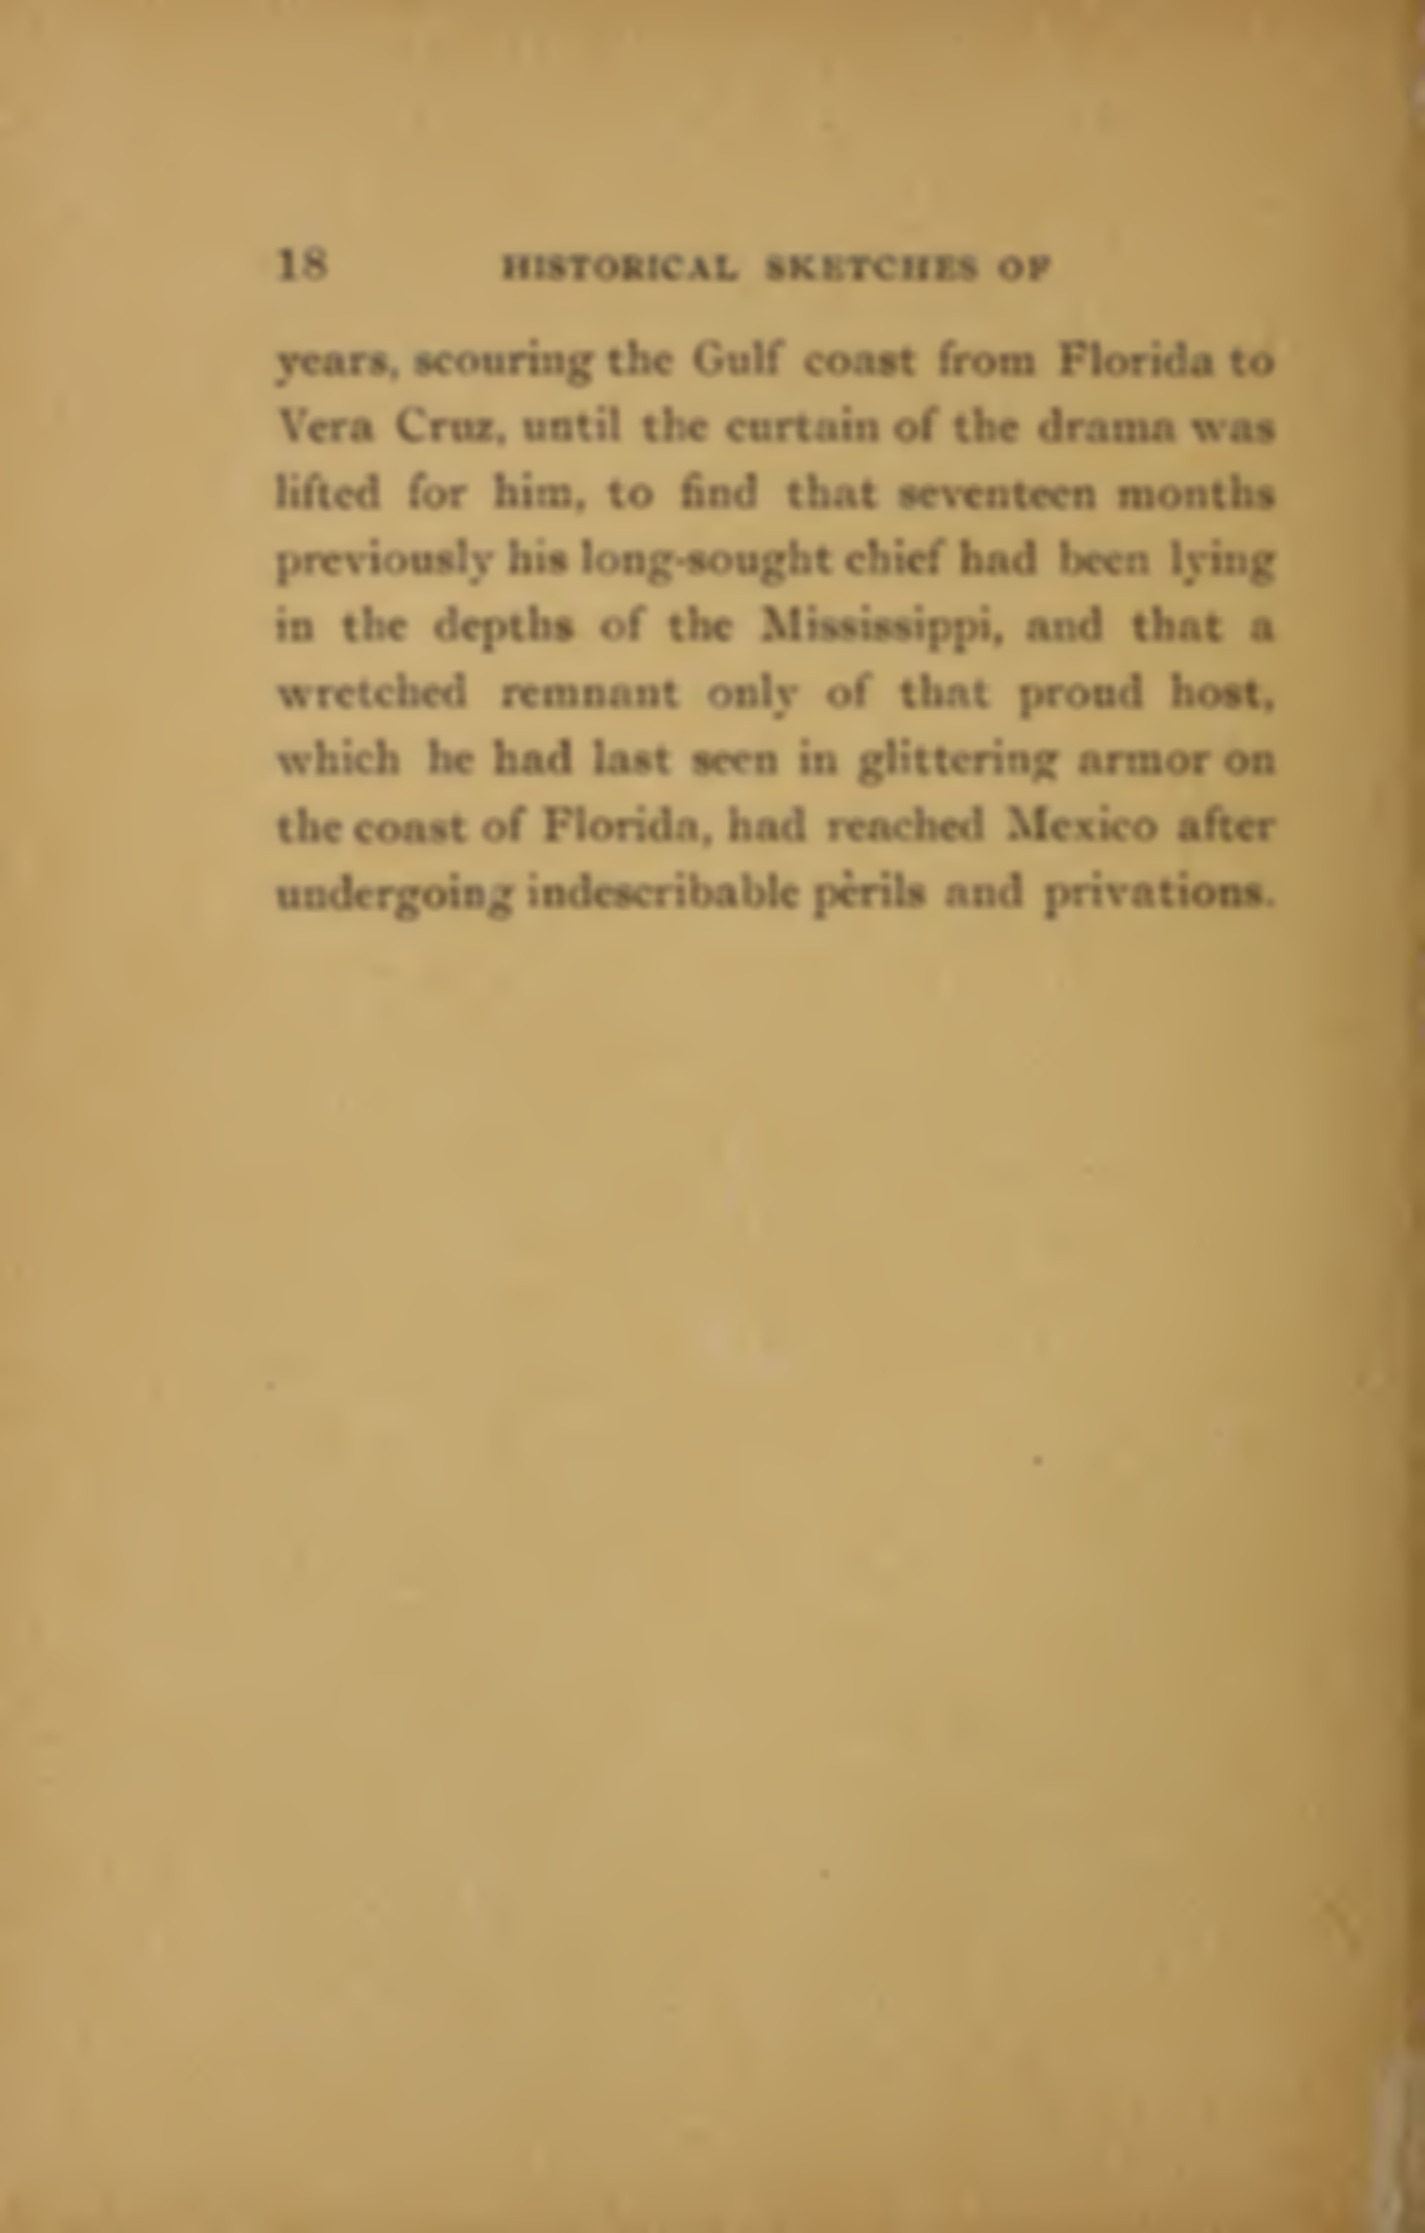 18 HISTORICAL SKETCHES OF
years, scouring the Gulf coast from Florida to
Vera Cruz, until the curtain of the drama was
lifted for him, to find that seventeen months
previously his long-sought chief had been lying
in the depths of the Mississippi, and that a
wretched remnant only of that proud host,
which he had last seen in glittering armor on
the coast of Florida, had reached Mexico after
undergoing indescribable pèrils and privations.